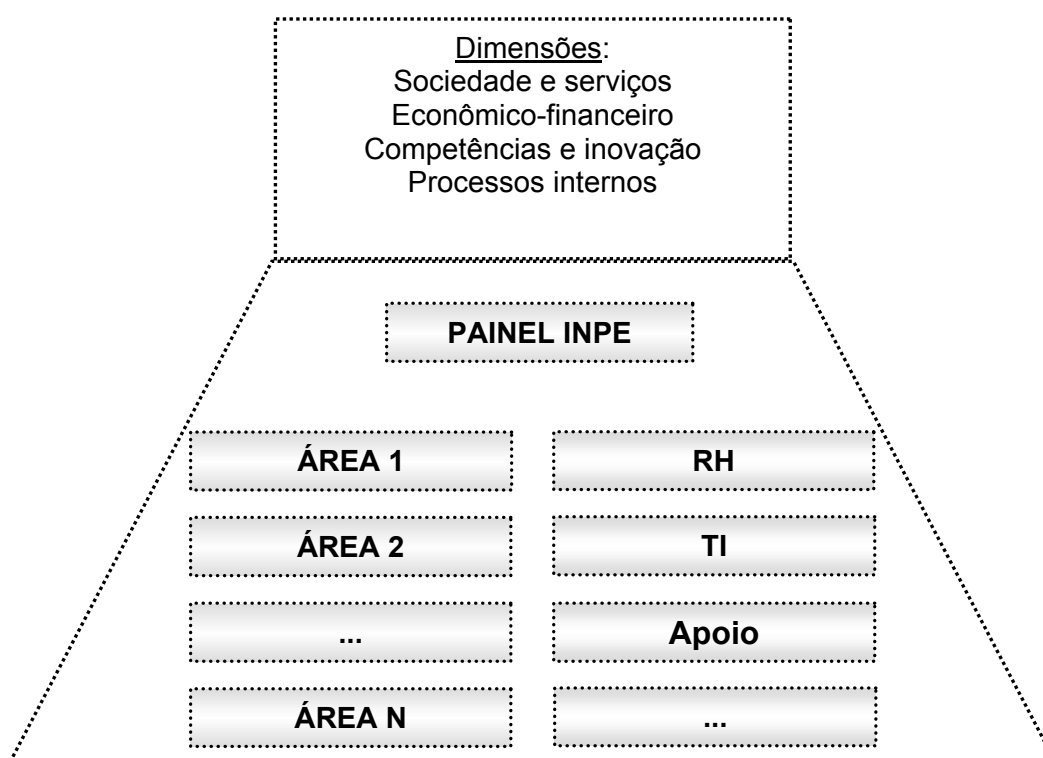 Dimensões:
Sociedade e serviços
Econômico-financeiro
Competências e inovação
Processos internos
PAINEL INPE
ÁREA 1
RH
ÁREA 2
TI
...
Apoio
ÁREA N
...